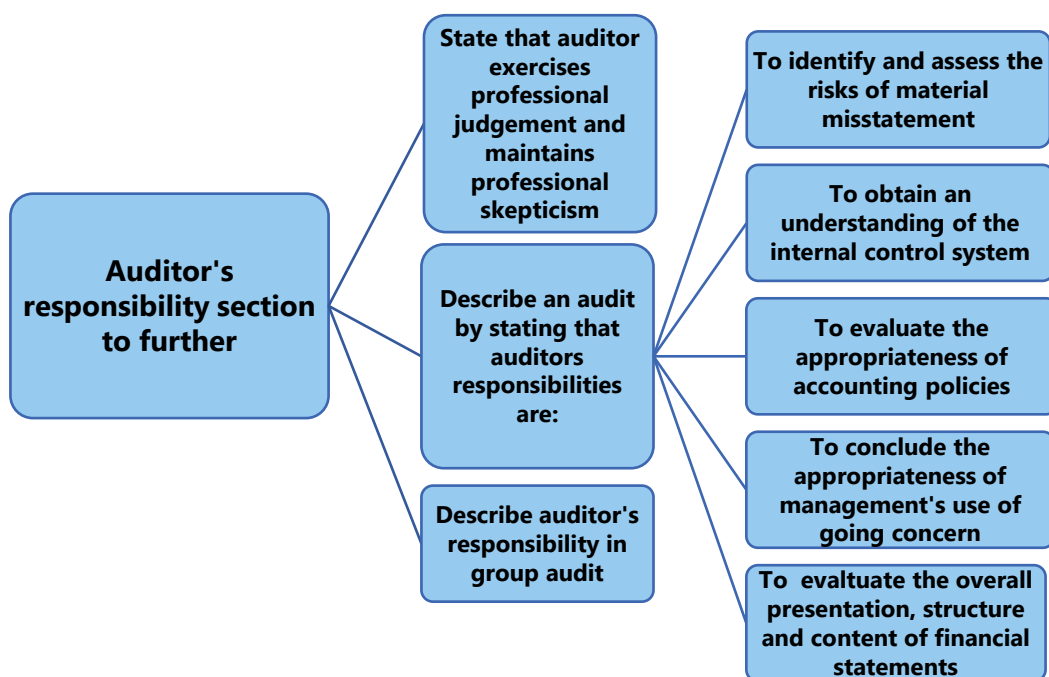 Auditor's
responsibility section
to further
State that auditor
exercises
professional
judgement and
maintains
professional
skepticism
Describe an audit
by stating that
auditors
responsibilities
are:
Describe auditor's
responsibility in
group audit
To identify and assess the
risks of material
misstatement
To obtain an
understanding of the
internal control system
To evaluate the
appropriateness of
accounting policies
To conclude the
appropriateness of
management's use of
going concern
To evaltuate the overall
presentation, structure
and content of financial
statements